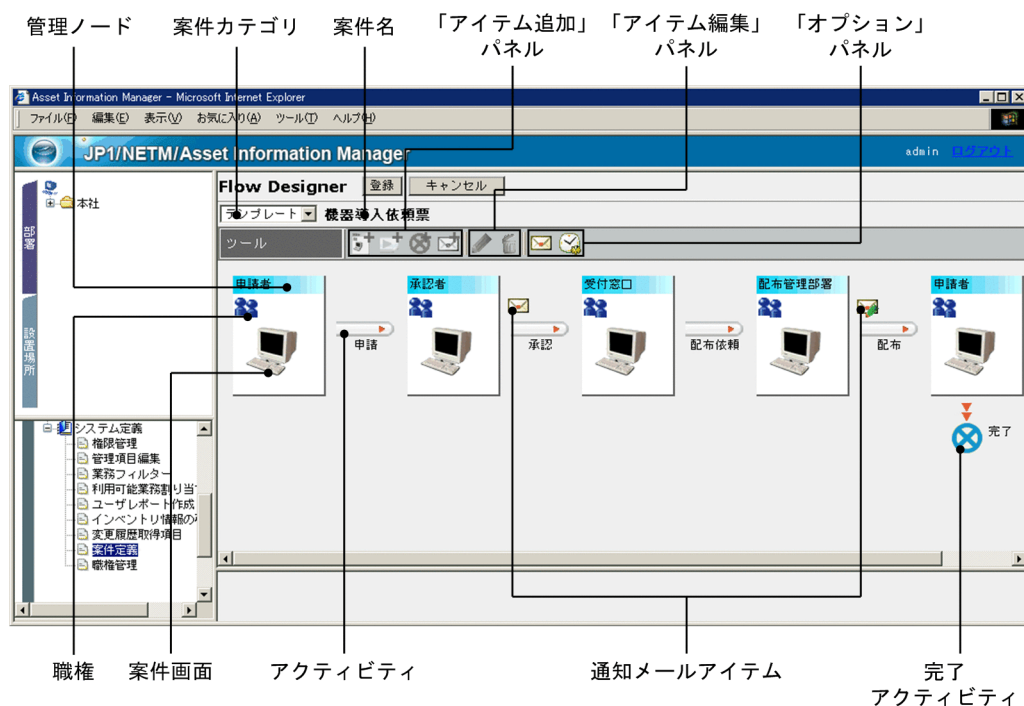 管理ノード 案件カテゴリ 案件名 「アイテム追加」パネル 「アイテム編集」パネル 「オプション」パネル
Asset Information Manager - Microsoft Internet Explorer
ファイル(F) 編集(E) 表示(V) お気に入り(A) ツール(T) ヘルプ(H)
JP1/NETM/Asset Information Manager
admin ログアウト
部署
設置場所
本社
システム定義
権限管理
管理項目編集
業務フィルター
利用可能業務割り当
ユーザレポート作成
インベントリ情報の
変更履歴取得項目
案件定義
職権管理
Flow Designer 登録 キャンセル
テンプレート 機器導入依頼票
ツール
申請者 承認者 受付窓口 配布管理部署 申請者
申請 承認 配布依頼 配布
完了
職権 案件画面 アクティビティ 通知メールアイテム 完了
アクティビティ